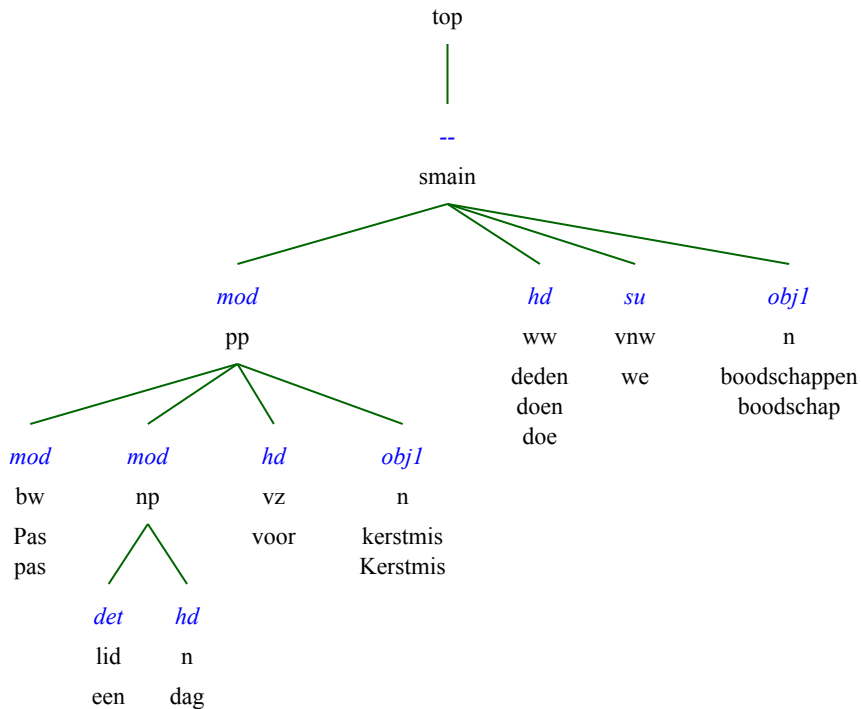 top
--
smain
mod hd su obj1
pp ww vnw n
deden we boodschappen
doen boodschap
doe
mod mod hd obj1
bw np vz n
Pas voor kerstmis
pas Kerstmis
det hd
lid n
een dag